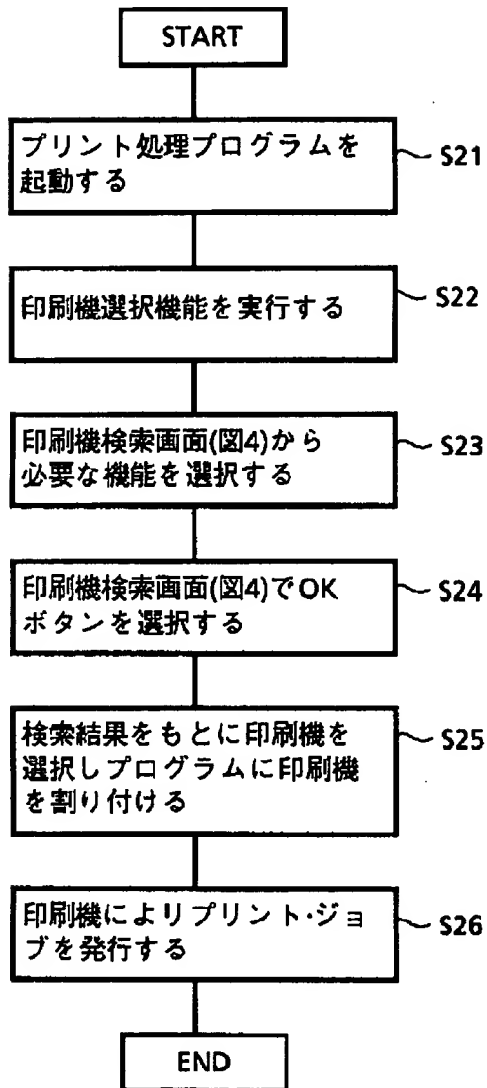 START
プリント処理プログラムを
起動する
S21
印刷機選択機能を実行する
S22
印刷機検索画面(図4)から
必要な機能を選択する
S23
印刷機検索画面(図4)でOK
ボタンを選択する
S24
検索結果をもとに印刷機を
選択しプログラムに印刷機
を割り付ける
S25
印刷機によりプリント・ジョ
ブを発行する
S26
END